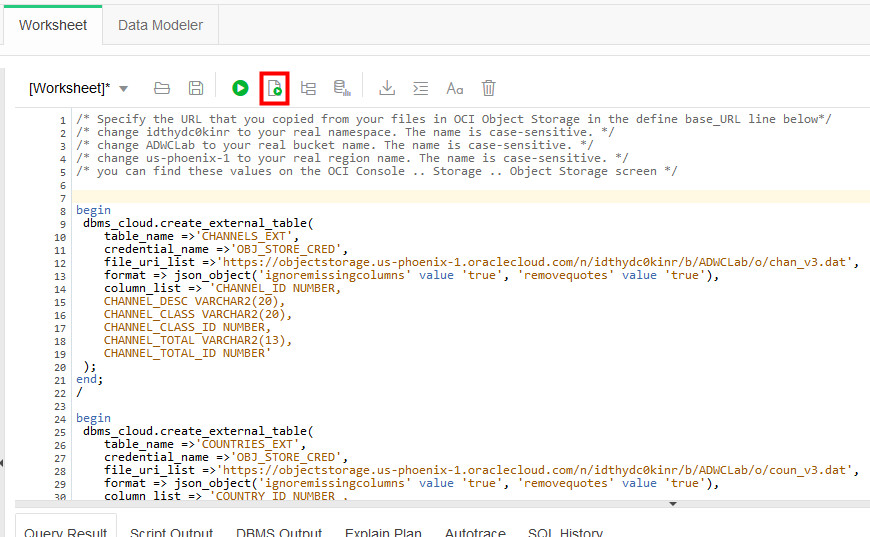 Worksheet Data Modeler
[Worksheet]* Aa
1 /* Specify the URL that you copied from your files in OCI Object Storage in the define base_URL line below*/
2 /* change idthydc0kinr to your real namespace. The name is case-sensitive. */
3 /* change ADWCLab to your real bucket name. The name is case-sensitive. */
4 /* change us-phoenix-1 to your real region name. The name is case-sensitive. */
5 /* you can find these values on the OCI Console .. Storage .. Object Storage screen */
6
7
8 begin
9 dbms_cloud.create_external_table(
10 table_name =>'CHANNELS_EXT',
11 credential_name =>'OBJ_STORE_CRED',
12 file_uri_list =>'https://objectstorage.us-phoenix-1.oraclecloud.com/n/idthydc0kinr/b/ADWCLab/o/chan_v3.dat',
13 format => json_object('ignoremissingcolumns' value 'true', 'removequotes' value 'true'),
14 column_list => 'CHANNEL_ID NUMBER,
15 CHANNEL_DESC VARCHAR2(20),
16 CHANNEL_CLASS VARCHAR2(20),
17 CHANNEL_CLASS_ID NUMBER,
18 CHANNEL_TOTAL VARCHAR2(13),
19 CHANNEL_TOTAL_ID NUMBER'
20 );
21 end;
22 /
23
24 begin
25 dbms_cloud.create_external_table(
26 table_name =>'COUNTRIES_EXT',
27 credential_name =>'OBJ_STORE_CRED',
28 file_uri_list =>'https://objectstorage.us-phoenix-1.oraclecloud.com/n/idthydc0kinr/b/ADWCLab/o/coun_v3.dat',
29 format => json_object('ignoremissingcolumns' value 'true', 'removequotes' value 'true'),
30 column_list => 'COUNTRY_ID NUMBER ,
Query Result Script Output DBMS Output Explain Plan Autotrace SQL History